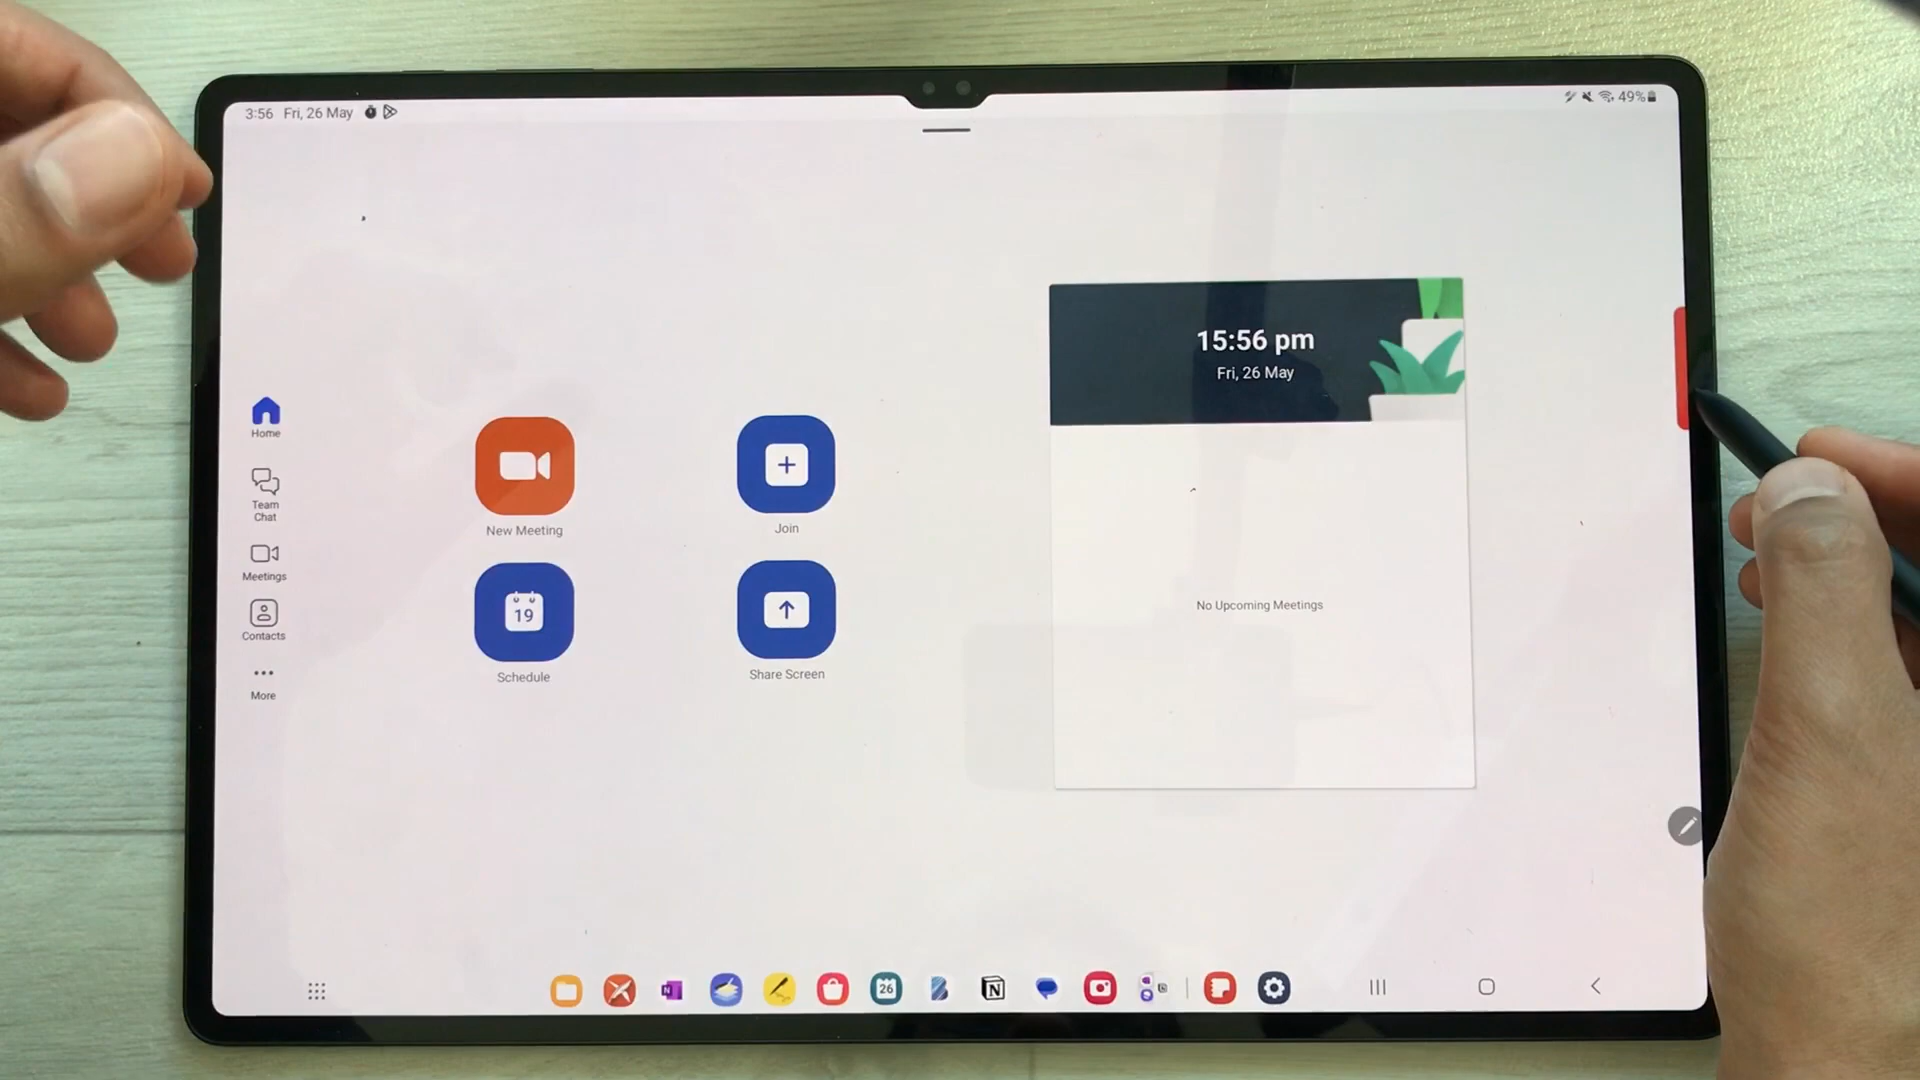 3:56 Fri, 26 May
49%
15:56 pm
Fri, 26 May
Home
Team
Chat
Meetings
Contacts
More
New Meeting
Join
19
Schedule
Share Screen
No Upcoming Meetings
N
26
N